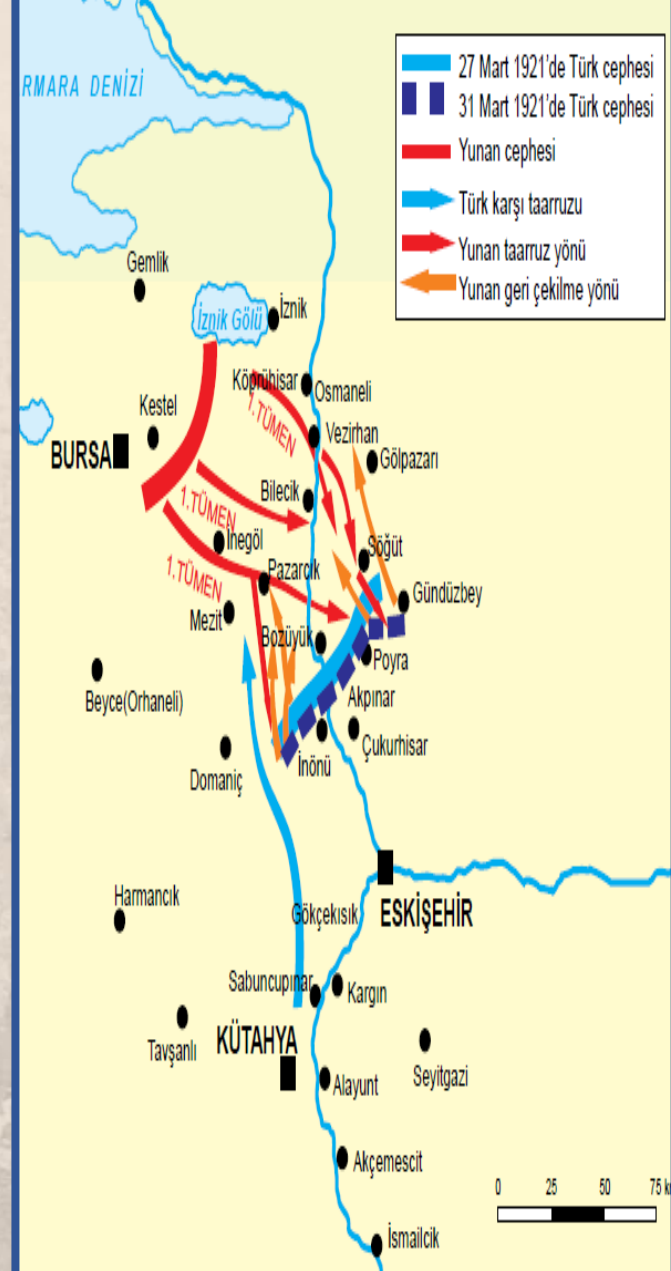 RMARA DENİZİ
27 Mart 1921'de Türk cephesi
31 Mart 1921'de Türk cephesi
Yunan cephesi
Türk karşı taarruzu
Yunan taarruz yönü
Yunan geri çekilme yönü
Gemlik
İznik Gölü
İznik
Köprühisar
Osmaneli
Kestel
1.TÜMEN
Vezirhan
BURSA
Gölpazarı
Bilecik
1.TÜMEN
İnegöl
Söğüt
1.TÜMEN
Pazarcık
Gündüzbey
Mezit
Bozüyük
Poyra
Beyce(Orhaneli)
Akpınar
Çukurhisar
Domaniç
İnönü
Harmancık
Gökçekısık
ESKİŞEHİR
Sabuncupınar
Kargın
Tavşanlı
KÜTAHYA
Seyitgazi
Alayunt
Akçemescit
0 25 50 75 k
İsmailcik